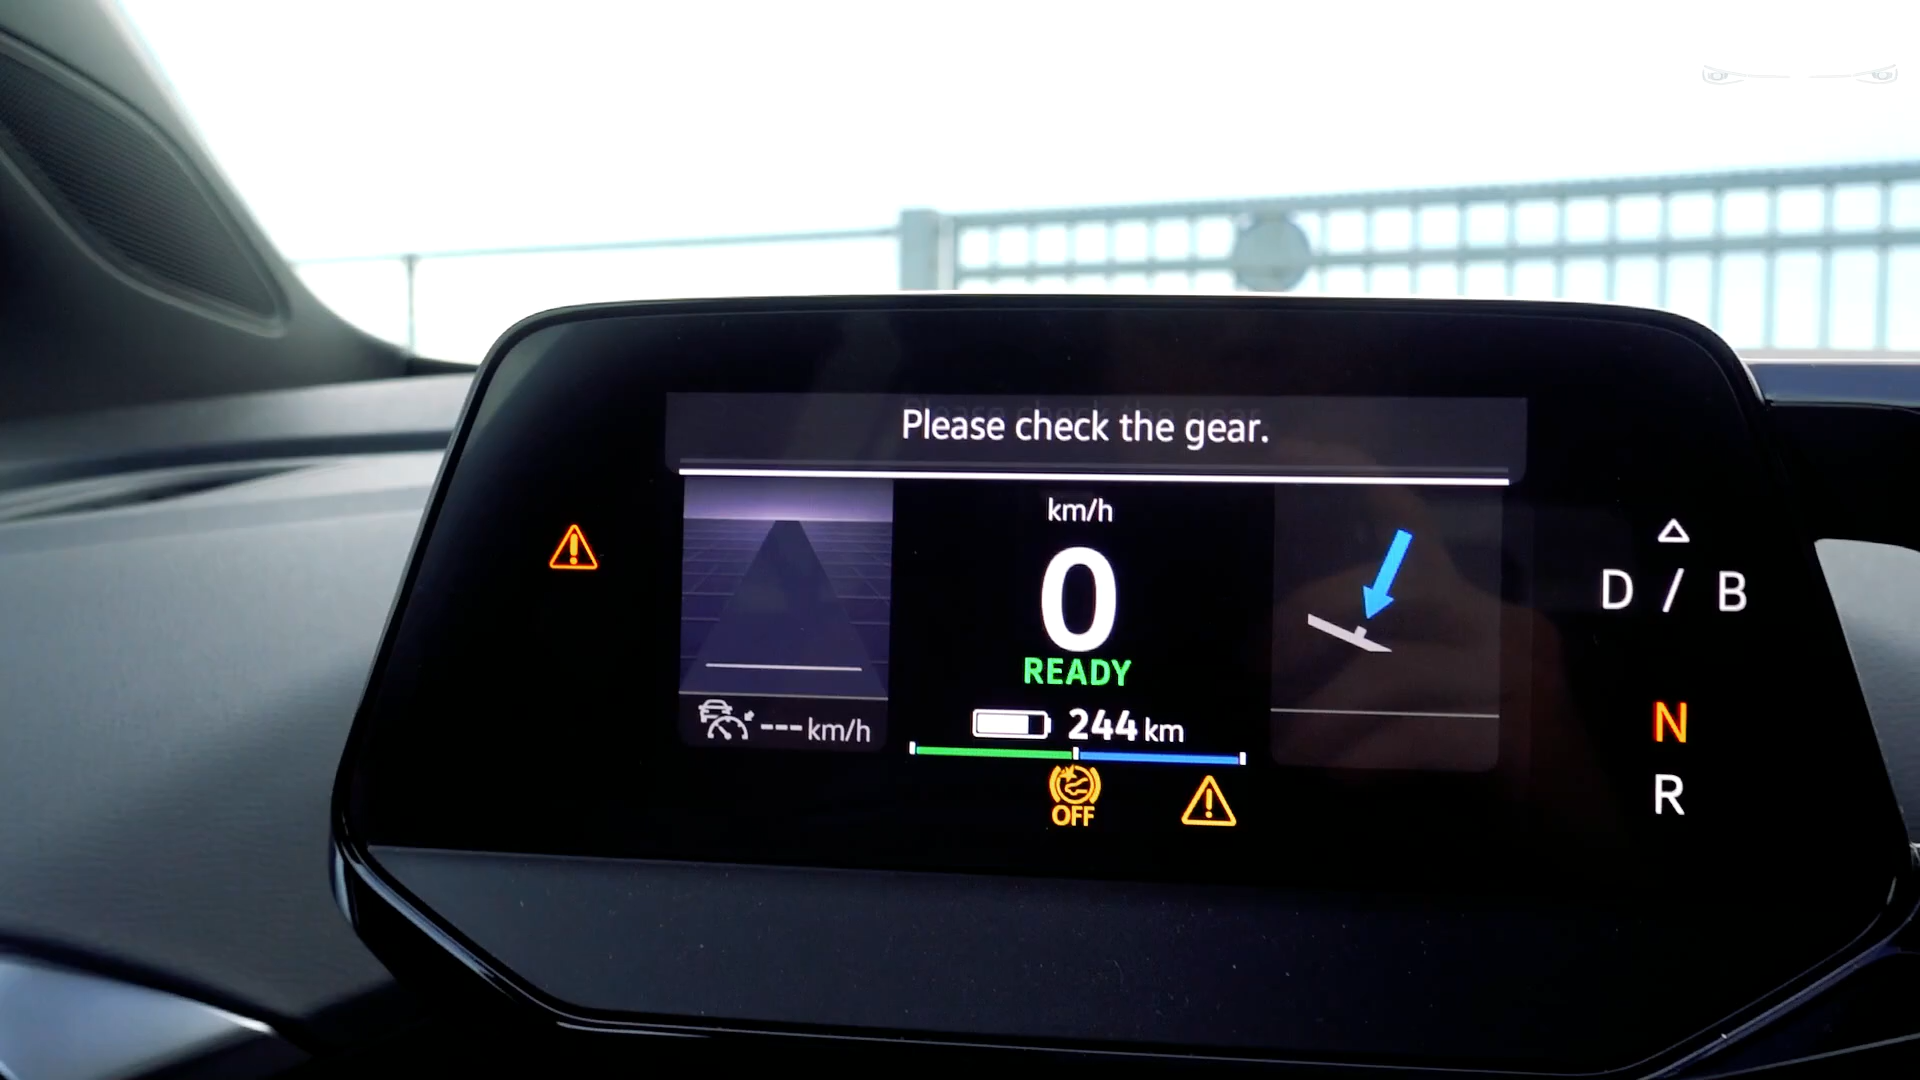 Please check the gear.
km/h
0
READY
--- km/h
244 km
OFF
D / B
N
R